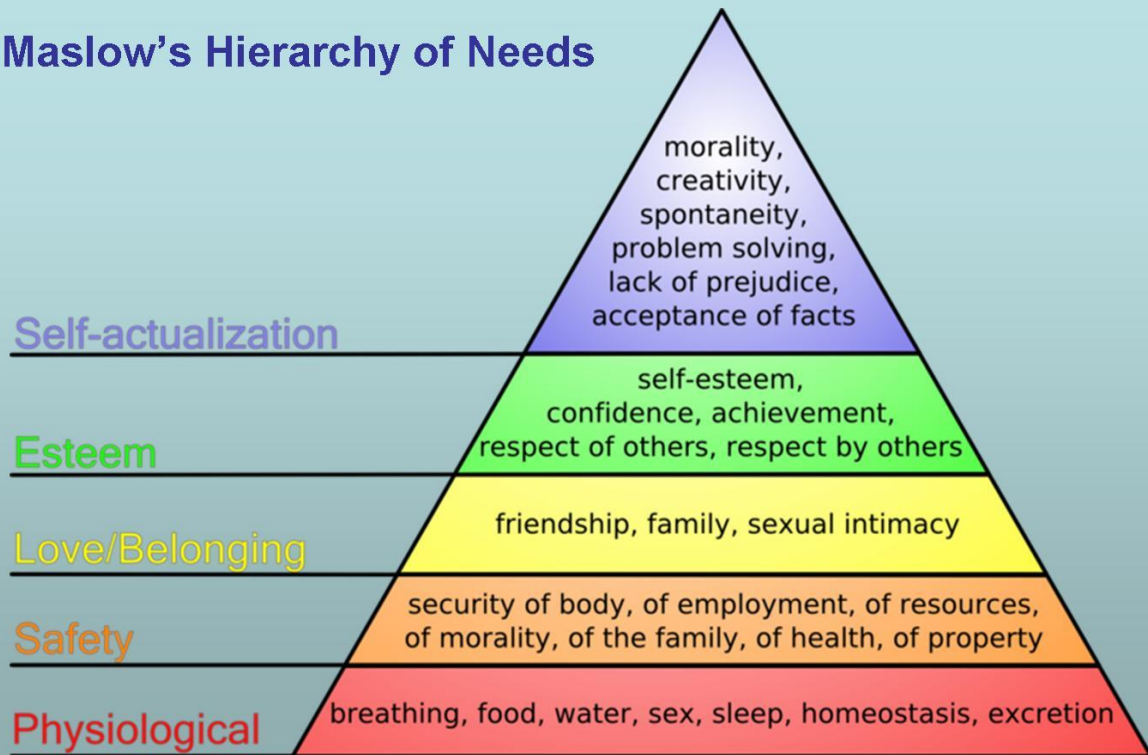 Maslow’s Hierarchy of Needs
morality,
creativity,
spontaneity,
problem solving,
lack of prejudice,
acceptance of facts
Self-actualization
self-esteem,
confidence, achievement,
respect of others, respect by others
Esteem
friendship, family, sexual intimacy
Love/Belonging
security of body, of employment, of resources,
of morality, of the family, of health, of property
Safety
breathing, food, water, sex, sleep, homeostasis, excretion
Physiological